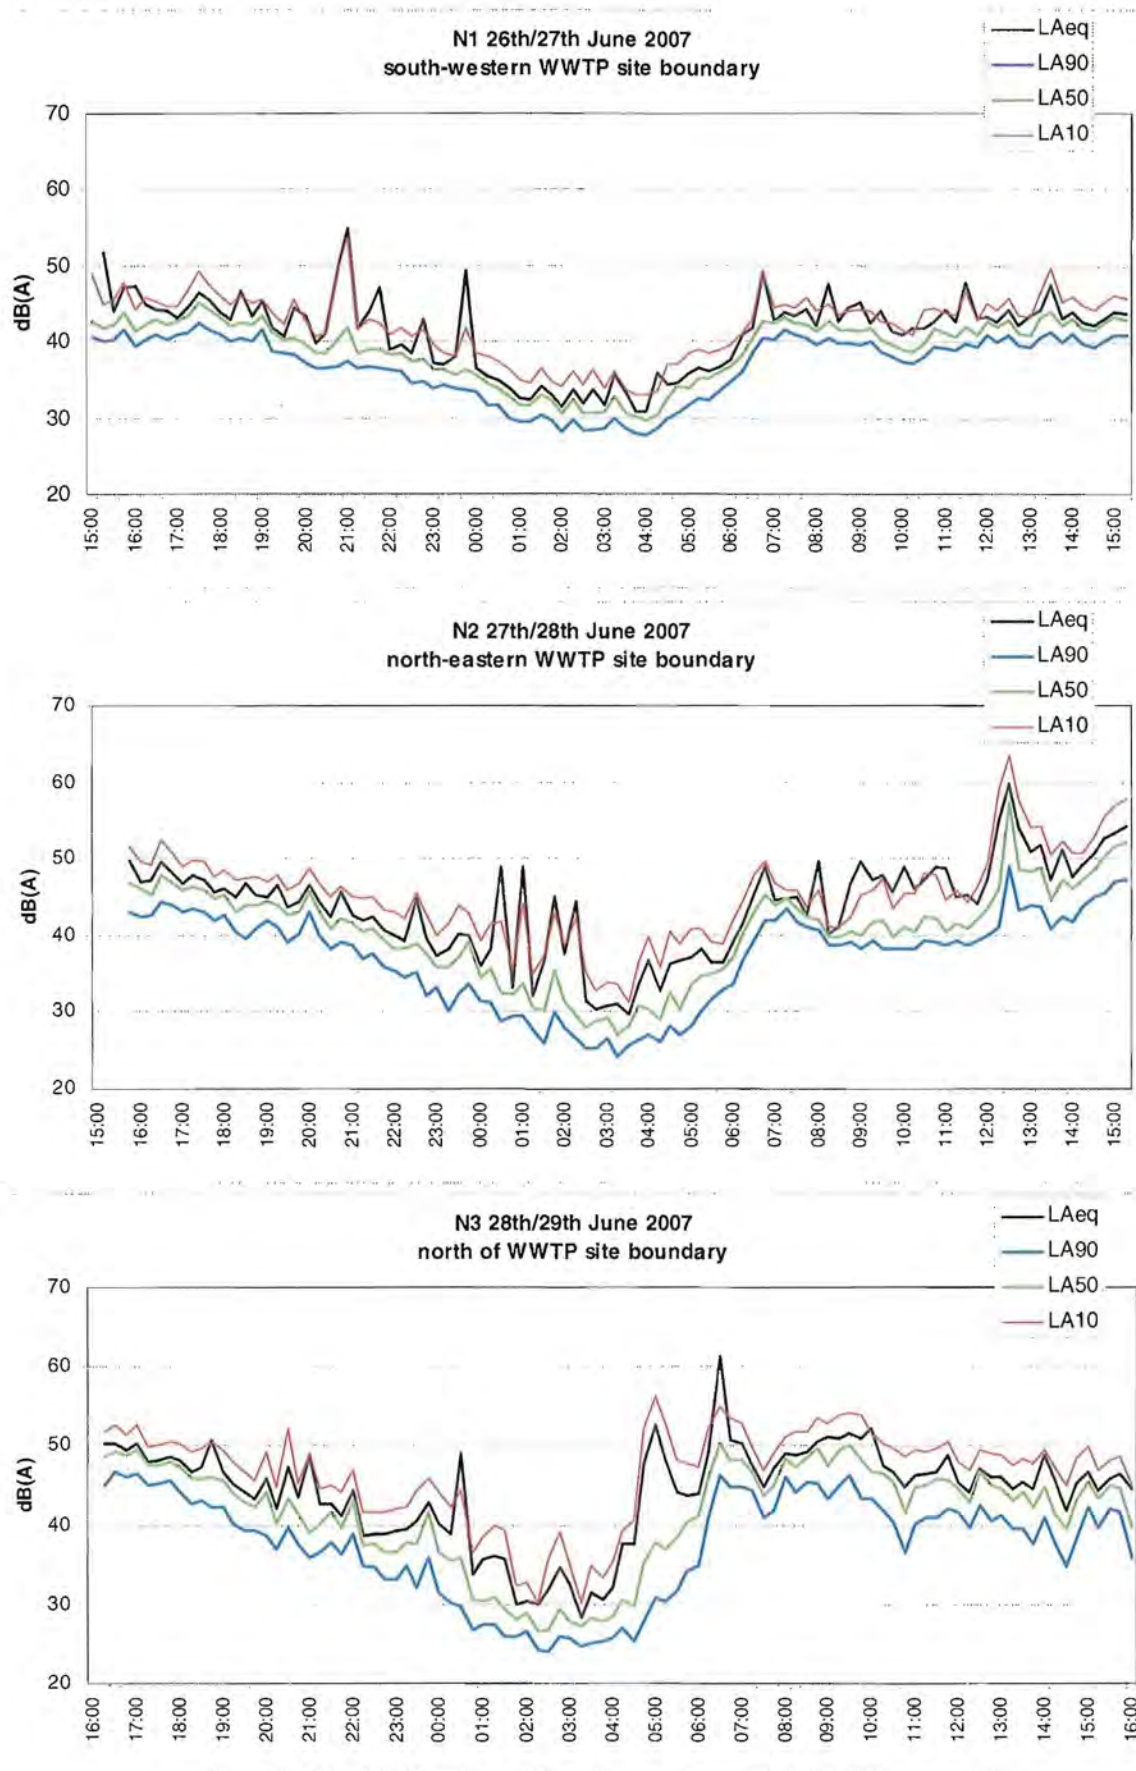 N1 26th/27th June 2007
south-western WWTP site boundary
LAeq
LA90
LA50
LA10
dB(A)
70
60
50
40
30
20
15:00 16:00 17:00 18:00 19:00 20:00 21:00 22:00 23:00 00:00 01:00 02:00 03:00 04:00 05:00 06:00 07:00 08:00 09:00 10:00 11:00 12:00 13:00 14:00 15:00
N2 27th/28th June 2007
north-eastern WWTP site boundary
LAeq
LA90
LA50
LA10
dB(A)
70
60
50
40
30
20
15:00 16:00 17:00 18:00 19:00 20:00 21:00 22:00 23:00 00:00 01:00 02:00 03:00 04:00 05:00 06:00 07:00 08:00 09:00 10:00 11:00 12:00 13:00 14:00 15:00
N3 28th/29th June 2007
north of WWTP site boundary
LAeq
LA90
LA50
LA10
dB(A)
70
60
50
40
30
20
16:00 17:00 18:00 19:00 20:00 21:00 22:00 23:00 00:00 01:00 02:00 03:00 04:00 05:00 06:00 07:00 08:00 09:00 10:00 11:00 12:00 13:00 14:00 15:00 16:00